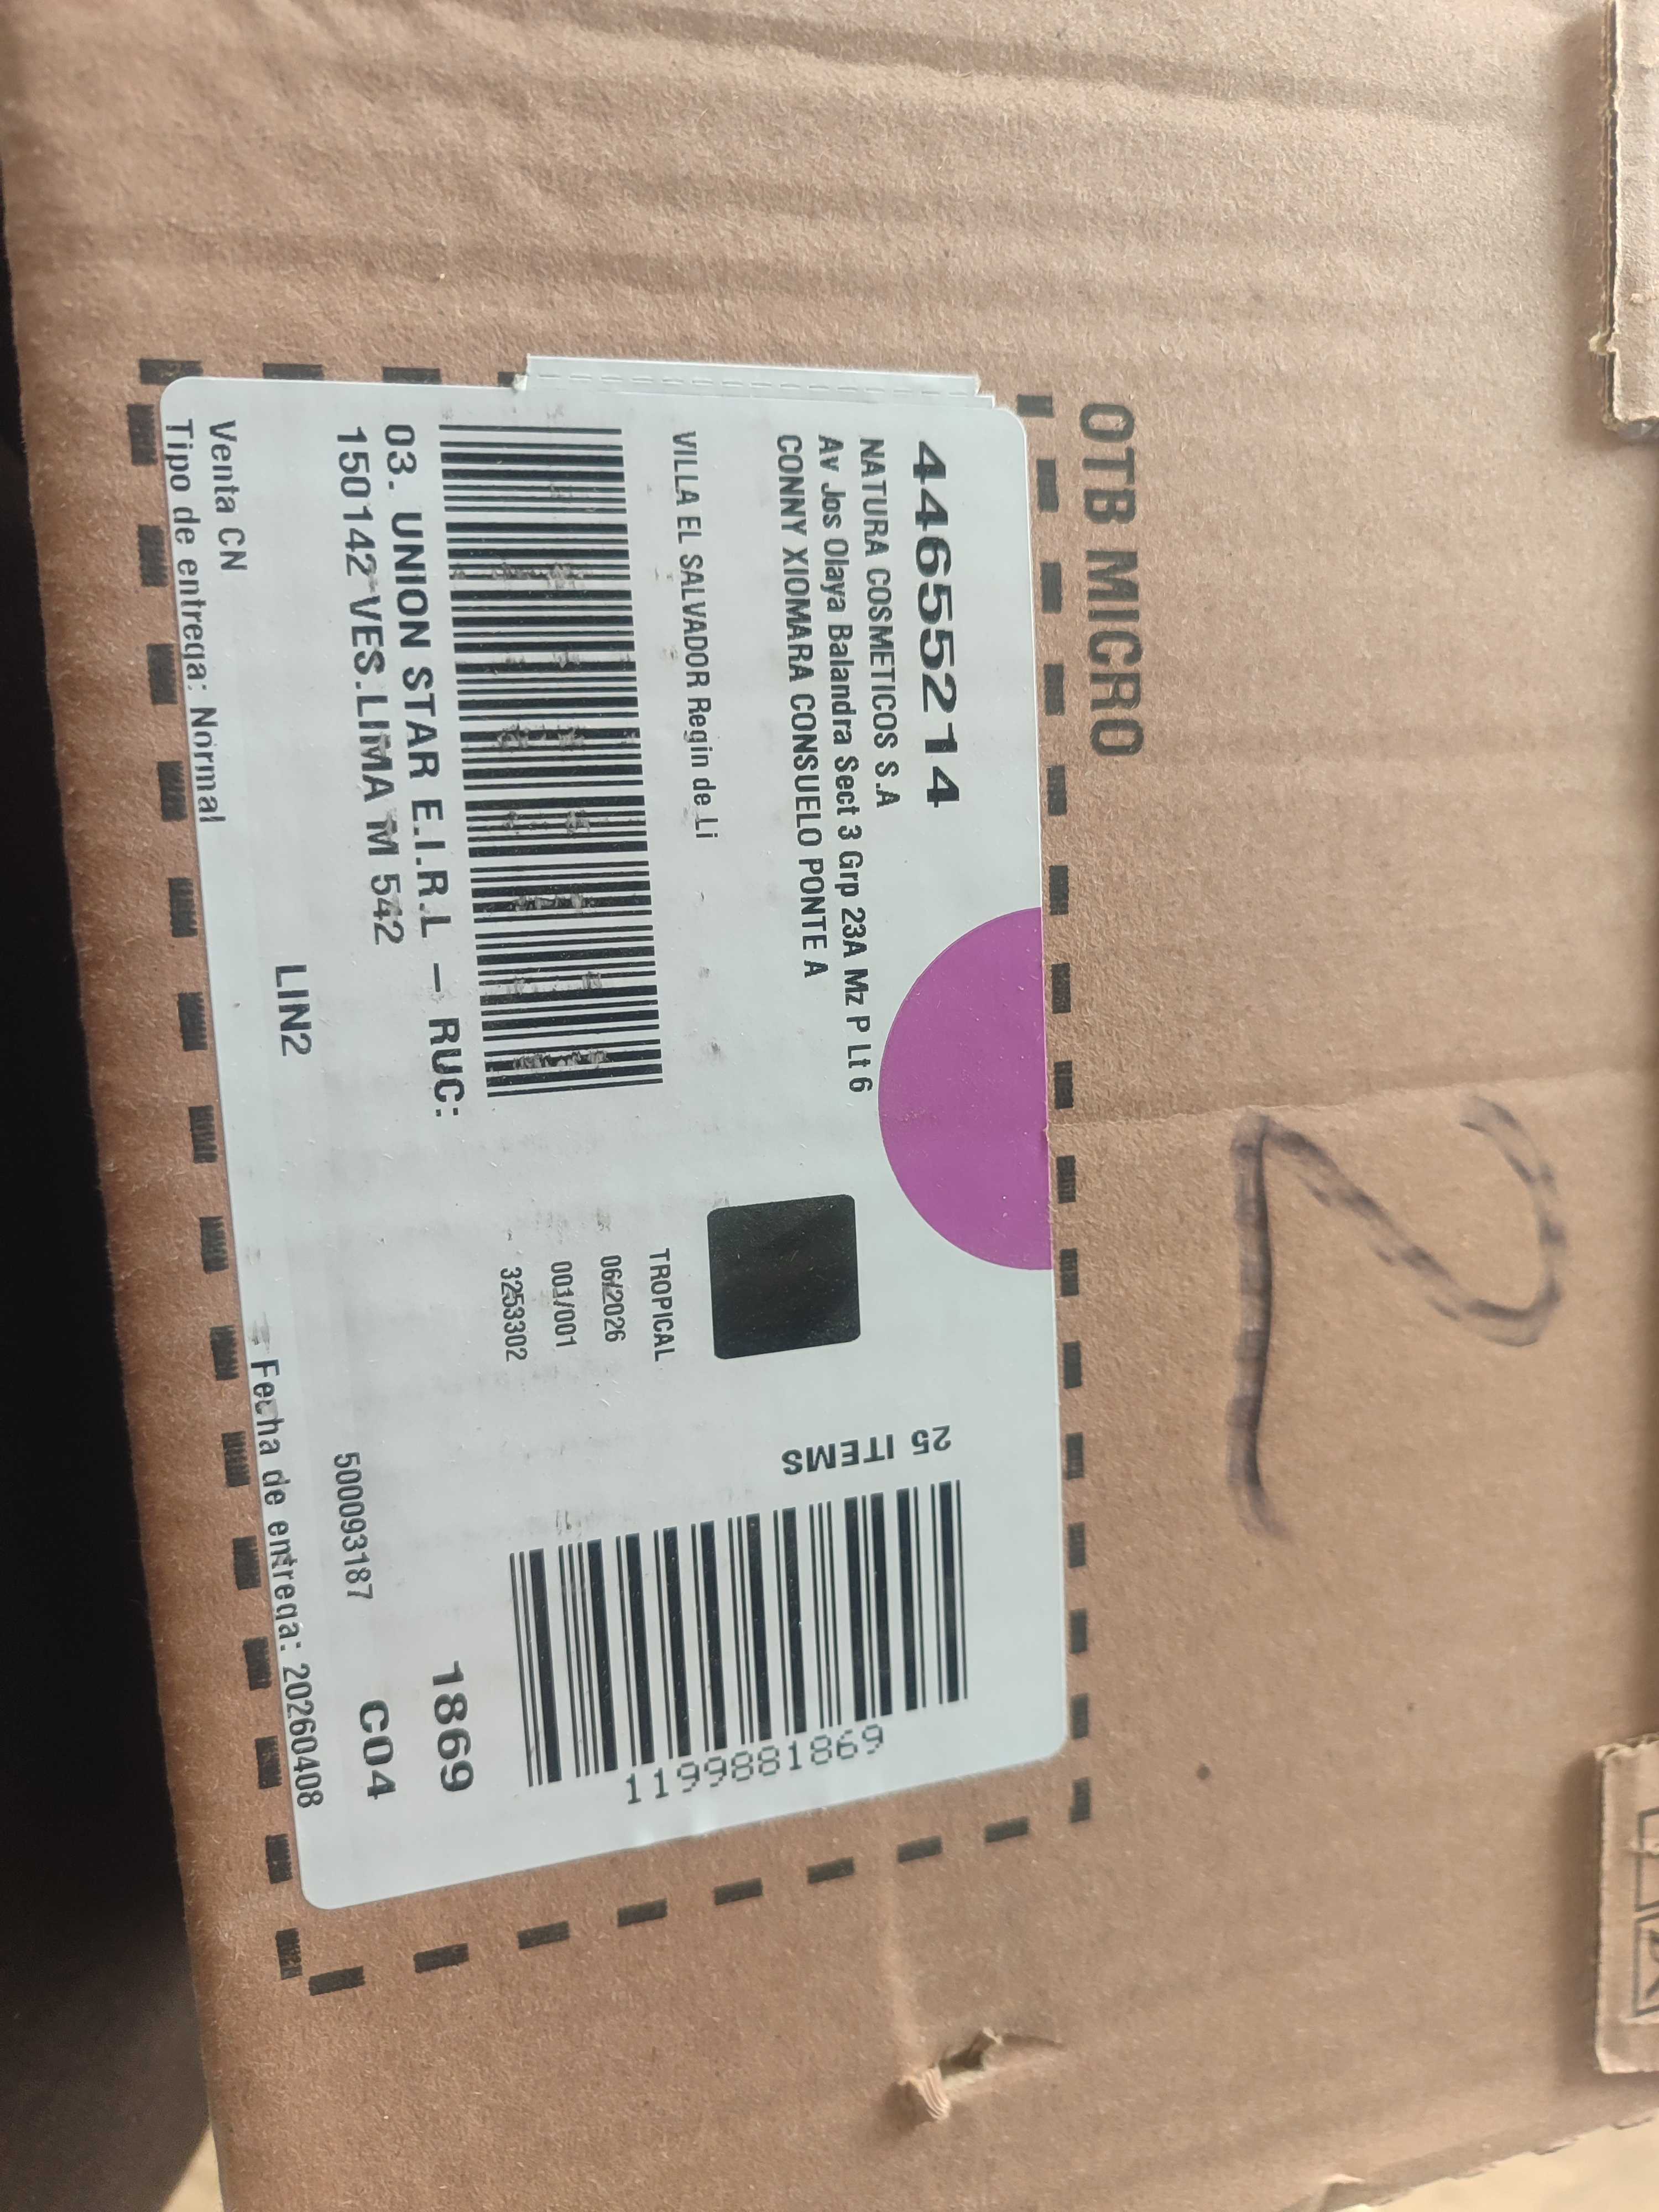 OTB MICRO
2
446555214
NATURA COSMETICOS S.A
Av Jos Olaya Balandra Sect 3 Grp 23A Mz P Lt 6
CONNY XIOMARA CONSUELO PONTE A
VILLA EL SALVADOR Regin de Li
03. UNION STAR E.I.R.L – RUC:
150142 VES.LIMA M 542
LIN2
Venta CN
Tipo de entrega: Normal
TROPICAL
06/2026
001/001
3253302
25 ITEMS
1199881869
1869
C04
500093187
Fecha de entrega: 20260408